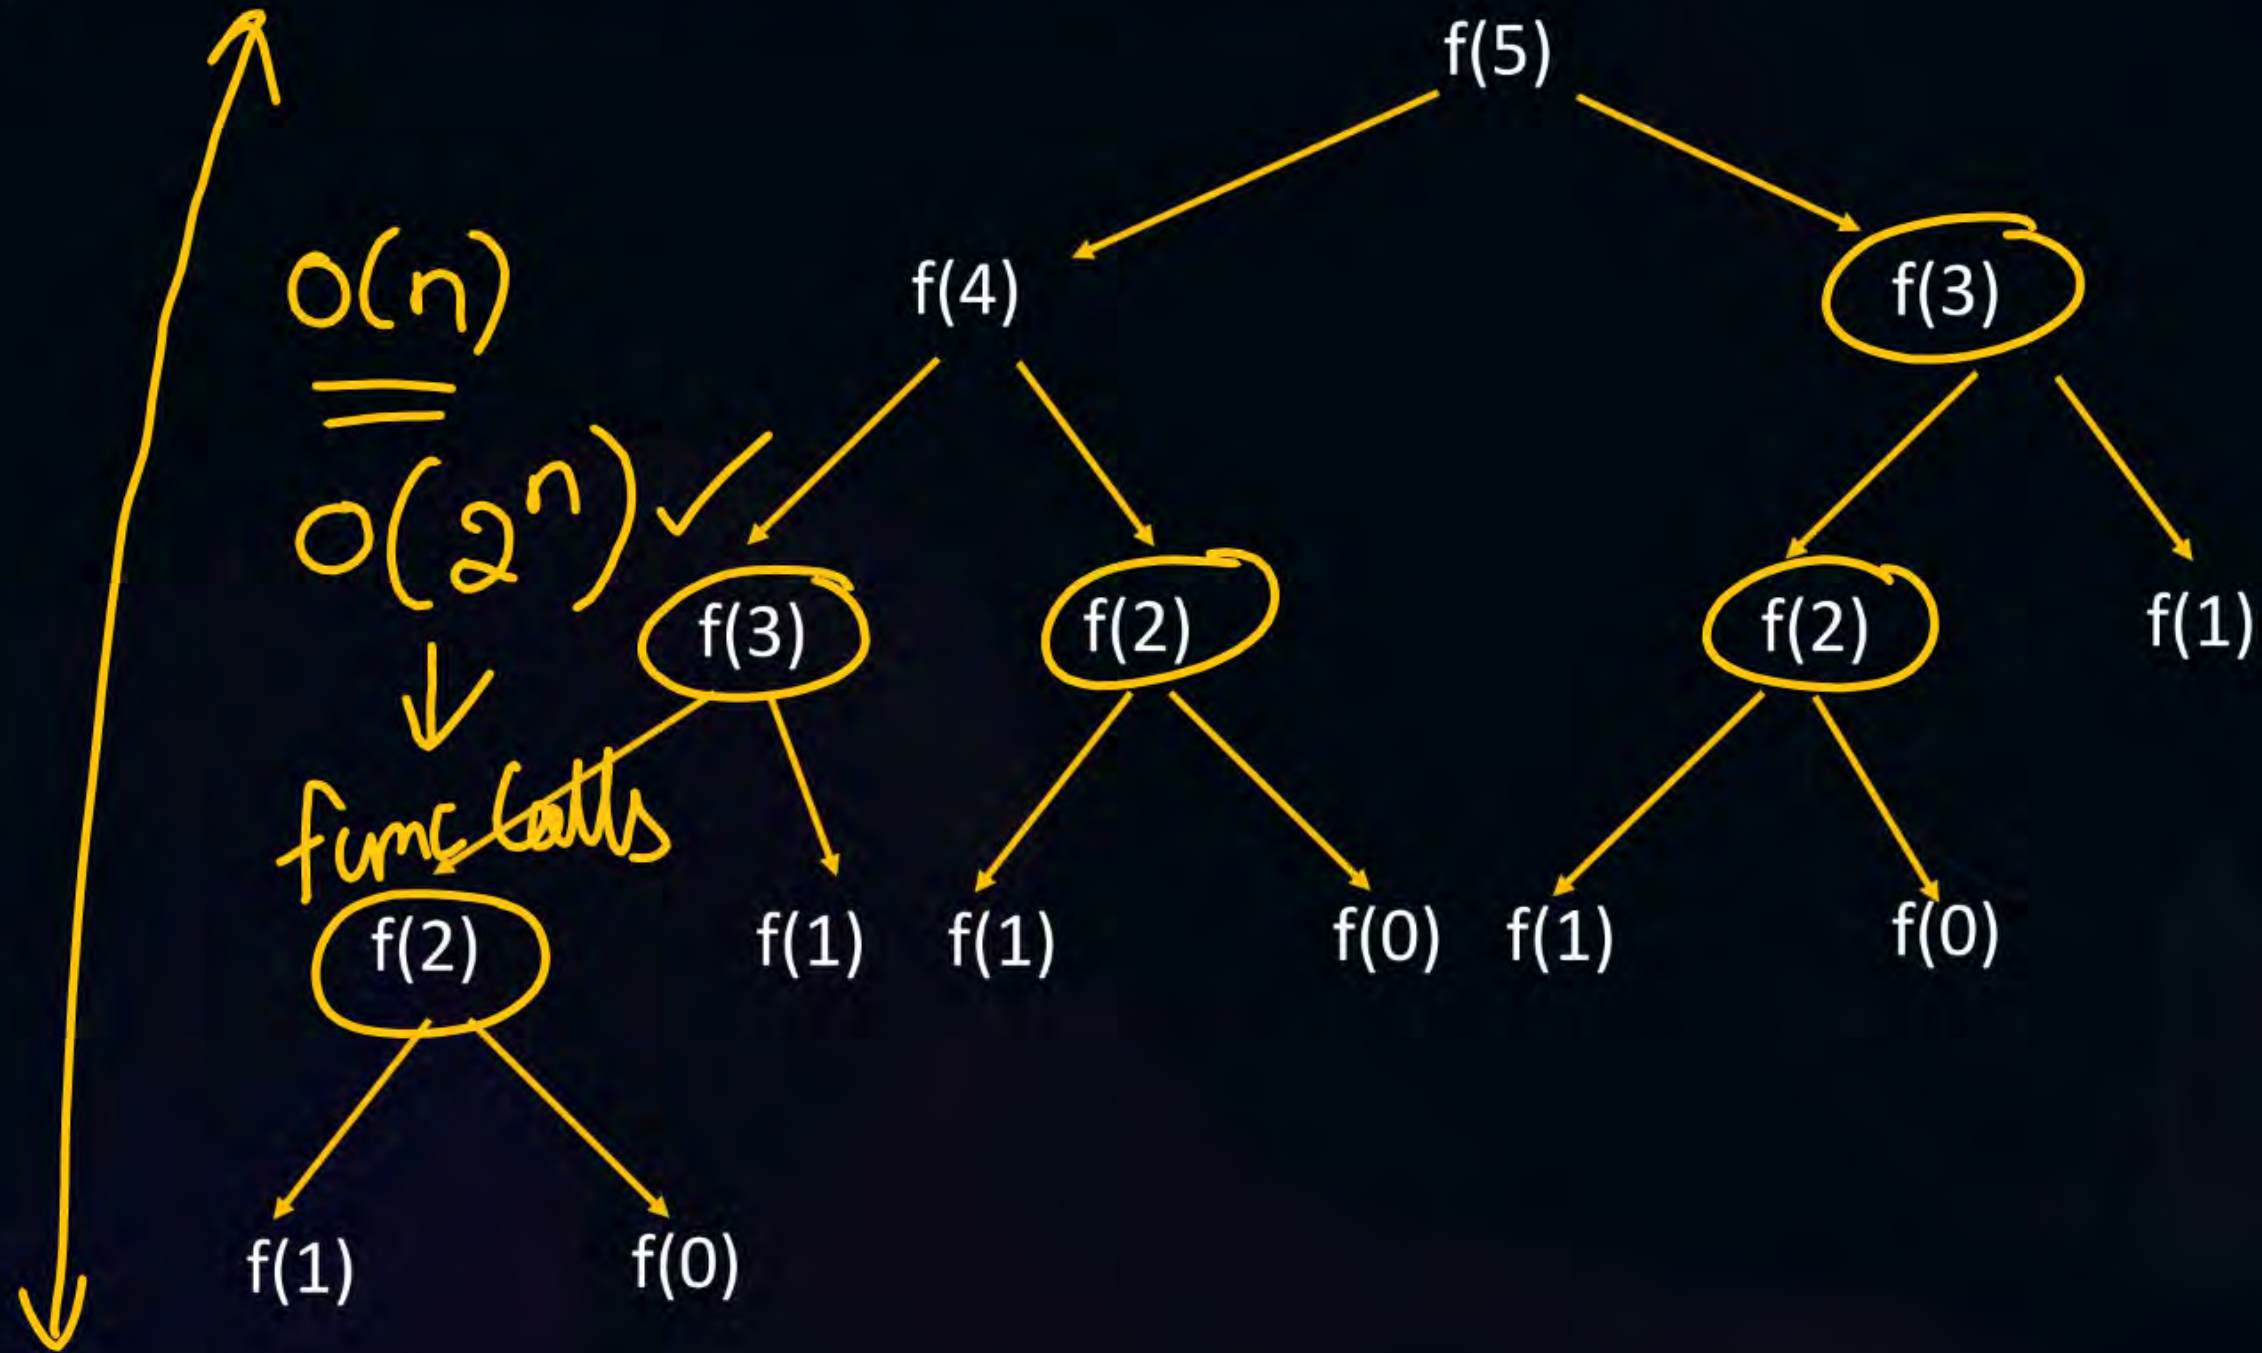 f(5)
f(4) f(3)
O(n)
O(2ⁿ)
f(3) f(2) f(2) f(1)
func calls
f(2) f(1) f(1) f(0) f(1) f(0)
f(1) f(0)